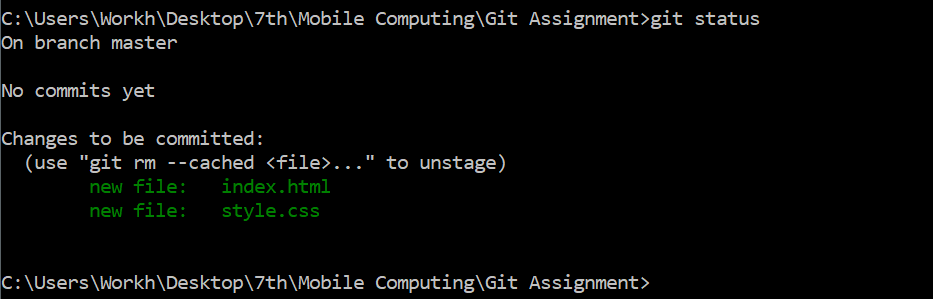 C:\Users\Workh\Desktop\7th\Mobile Computing\Git Assignment>git status
On branch master
No commits yet
Changes to be committed:
(use "git rm --cached <file>..." to unstage)
new file: index.html
new file: style.css
C:\Users\Workh\Desktop\7th\Mobile Computing\Git Assignment>